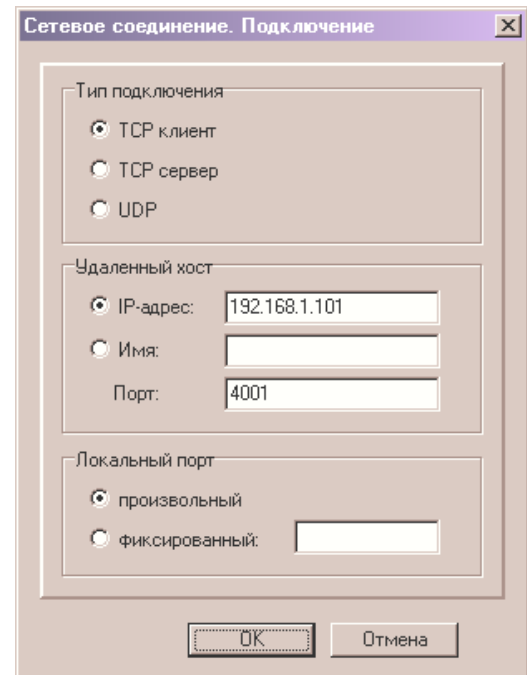 Сетевое соединение. Подключение
Тип подключения
TCP клиент
TCP сервер
UDP
Удаленный хост
IP-адрес: 192.168.1.101
Имя:
Порт: 4001
Локальный порт
произвольный
фиксированный:
OK Отмена